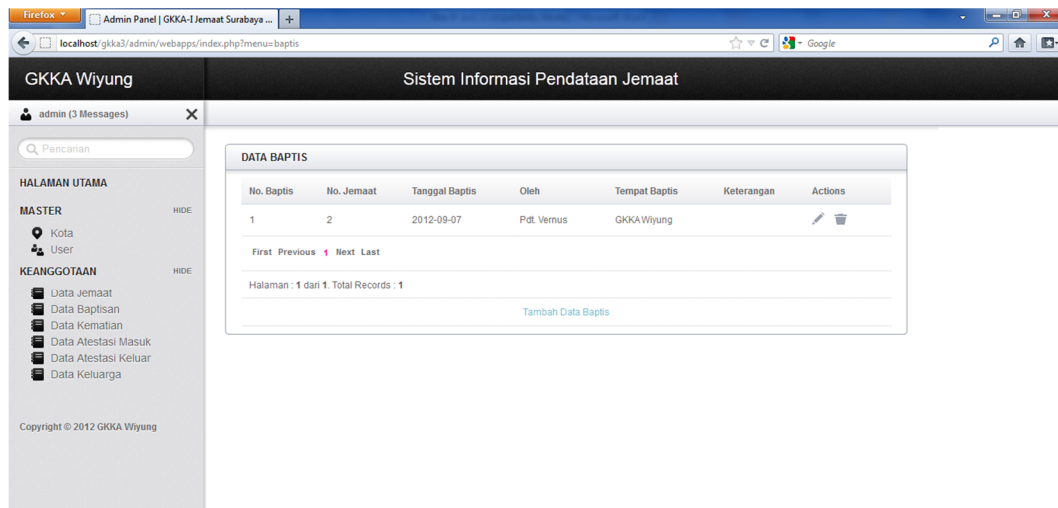 Firefox
Admin Panel | GKKA-I Jemaat Surabaya ...
localhost/gkka3/admin/webapps/index.php?menu=baptis
Google
GKKA Wiyung
Sistem Informasi Pendataan Jemaat
admin (3 Messages)
Pencarian
HALAMAN UTAMA
MASTER HIDE
Kota
User
KEANGGOTAAN HIDE
Data Jemaat
Data Baptisan
Data Kematian
Data Atestasi Masuk
Data Atestasi Keluar
Data Keluarga
Copyright © 2012 GKKA Wiyung
DATA BAPTIS
No. Baptis No. Jemaat Tanggal Baptis Oleh Tempat Baptis Keterangan Actions
1 2 2012-09-07 Pdt. Vernus GKKA Wiyung
First Previous 1 Next Last
Halaman : 1 dari 1. Total Records : 1
Tambah Data Baptis